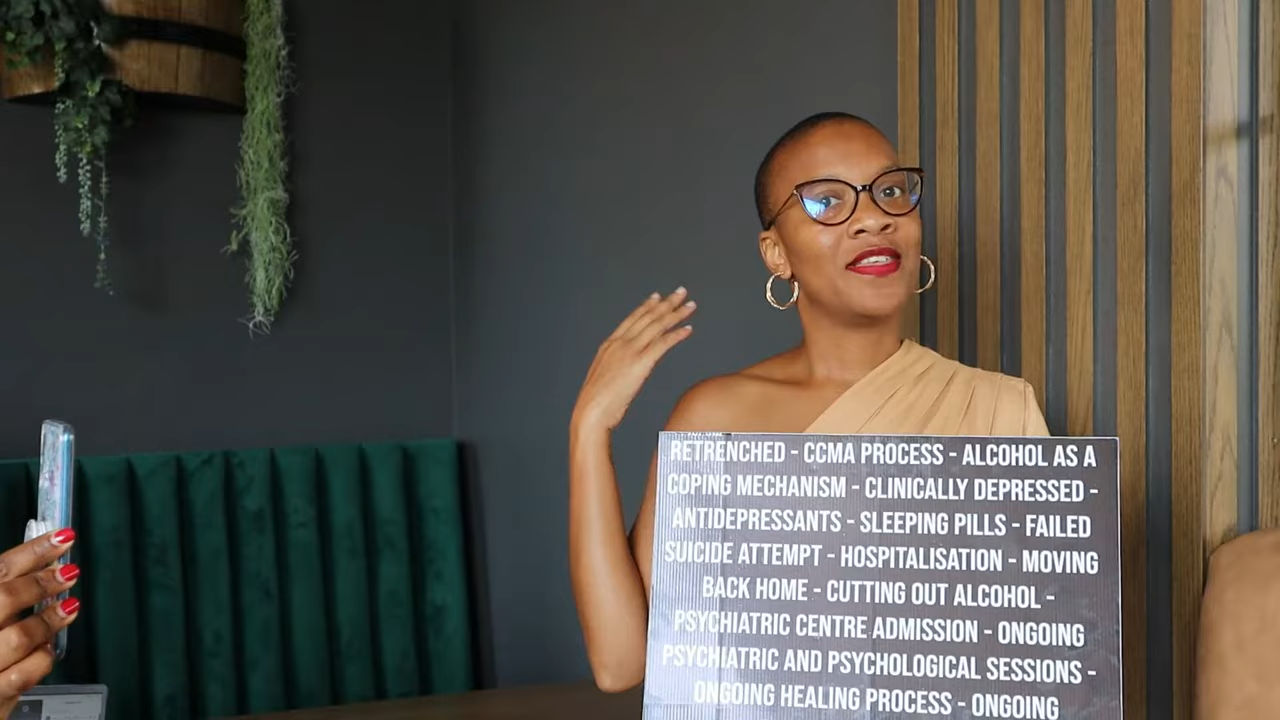 RETRENCHED - CCMA PROCESS - ALCOHOL AS A
COPING MECHANISM - CLINICALLY DEPRESSED -
ANTIDEPRESSANTS - SLEEPING PILLS - FAILED
SUICIDE ATTEMPT - HOSPITALISATION - MOVING
BACK HOME - CUTTING OUT ALCOHOL -
PSYCHIATRIC CENTRE ADMISSION - ONGOING
PSYCHIATRIC AND PSYCHOLOGICAL SESSIONS -
ONGOING HEALING PROCESS - ONGOING